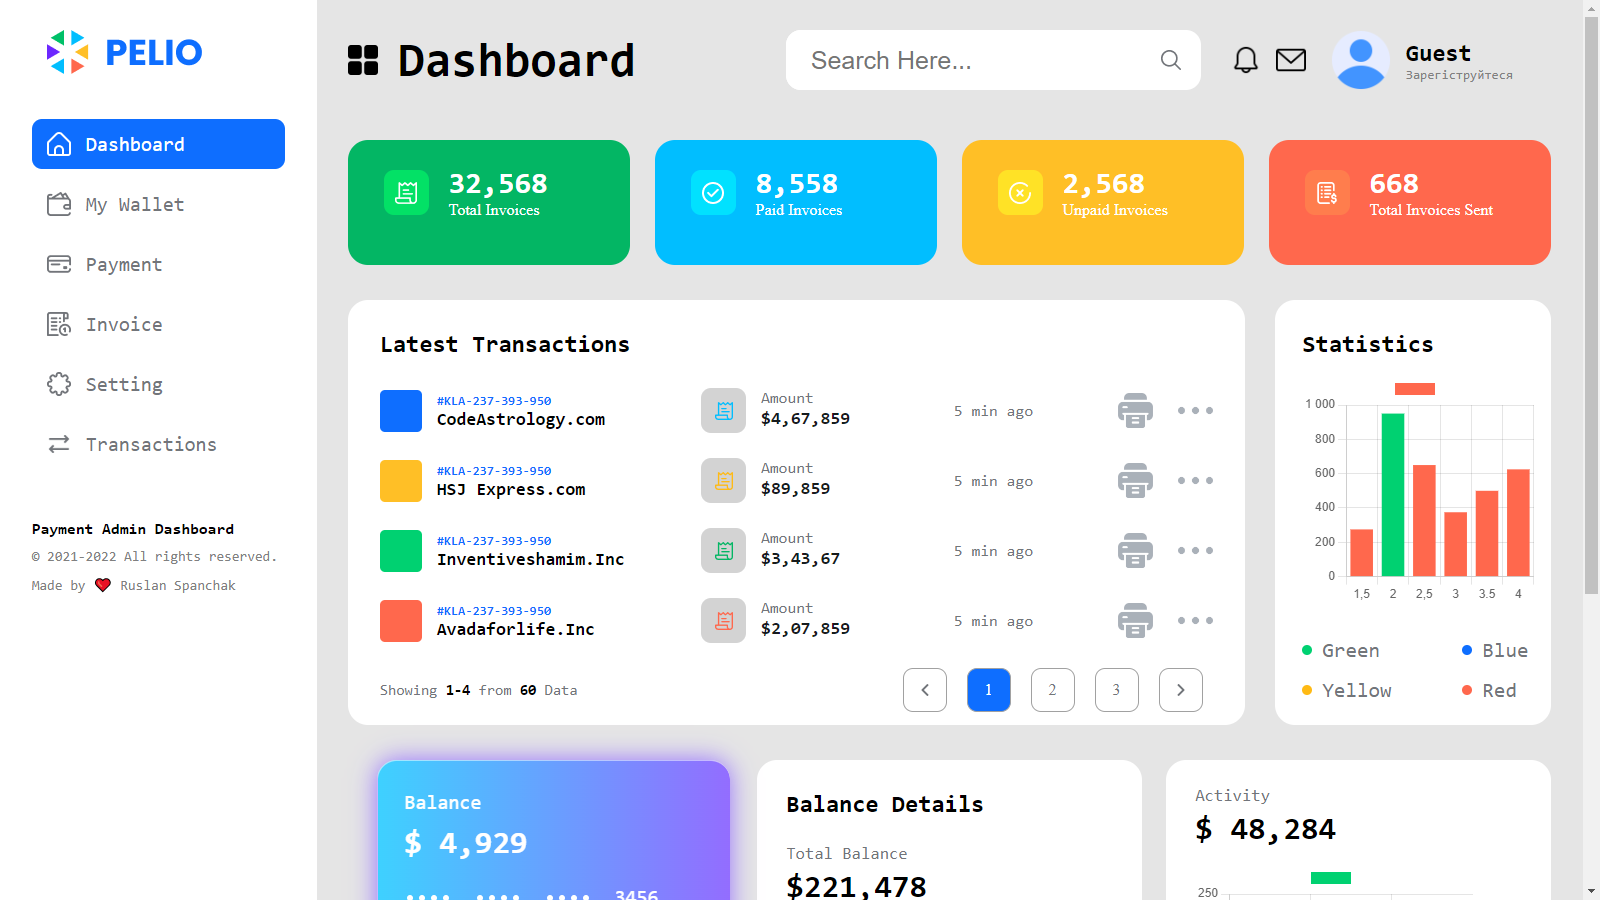 PELIO
Dashboard
My Wallet
Payment
Invoice
Setting
Transactions
Payment Admin Dashboard
© 2021-2022 All rights reserved.
Made by ❤️ Ruslan Spanchak
Dashboard
Search Here...
Guest
Зарегіструйтеся
32,568
Total Invoices
8,558
Paid Invoices
2,568
Unpaid Invoices
668
Total Invoices Sent
Latest Transactions
#KLA-237-393-950
CodeAstrology.com
Amount
$4,67,859
5 min ago
#KLA-237-393-950
HSJ Express.com
Amount
$89,859
5 min ago
#KLA-237-393-950
Inventiveshamim.Inc
Amount
$3,43,67
5 min ago
#KLA-237-393-950
Avadaforlife.Inc
Amount
$2,07,859
5 min ago
Showing 1-4 from 60 Data
1 2 3
Statistics
1 000
800
600
400
200
0
1,5 2 2,5 3 3.5 4
Green
Blue
Yellow
Red
Balance
$ 4,929
•••• •••• •••• 3456
Balance Details
Total Balance
$221,478
Activity
$ 48,284
250